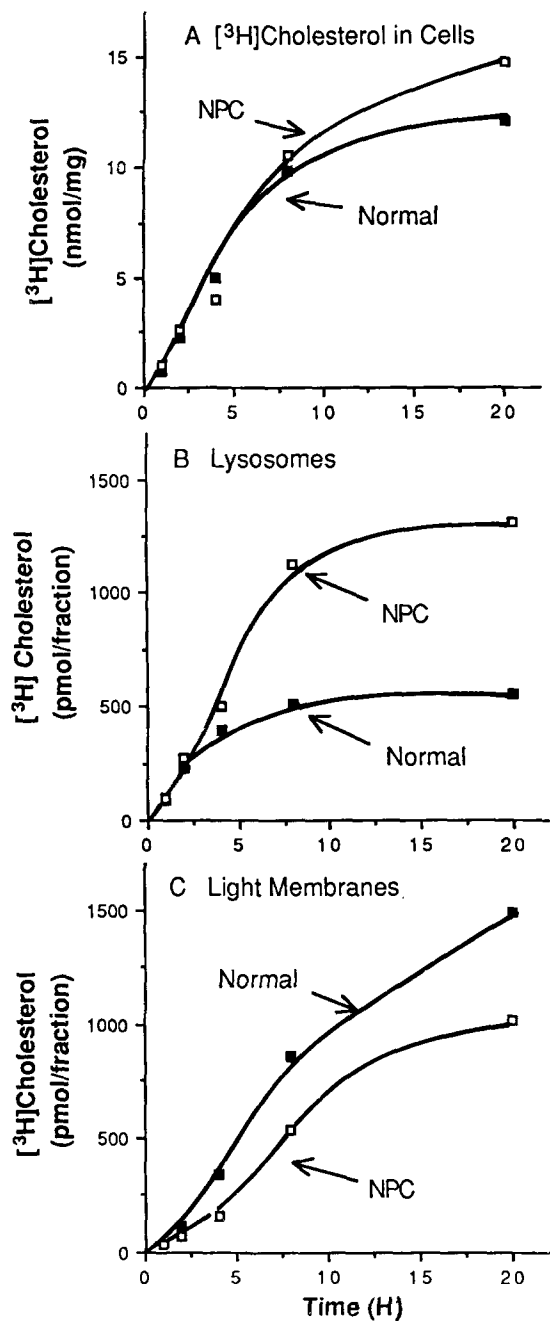 A [³H]Cholesterol in Cells
[³H]Cholesterol
(nmol/mg)
15
10
5
0
NPC
Normal
0 5 10 15 20
B Lysosomes
[³H] Cholesterol
(pmol/fraction)
1500
1000
500
0
NPC
Normal
0 5 10 15 20
C Light Membranes
[³H]Cholesterol
(pmol/fraction)
1500
1000
500
0
Normal
NPC
0 5 10 15 20
Time (H)